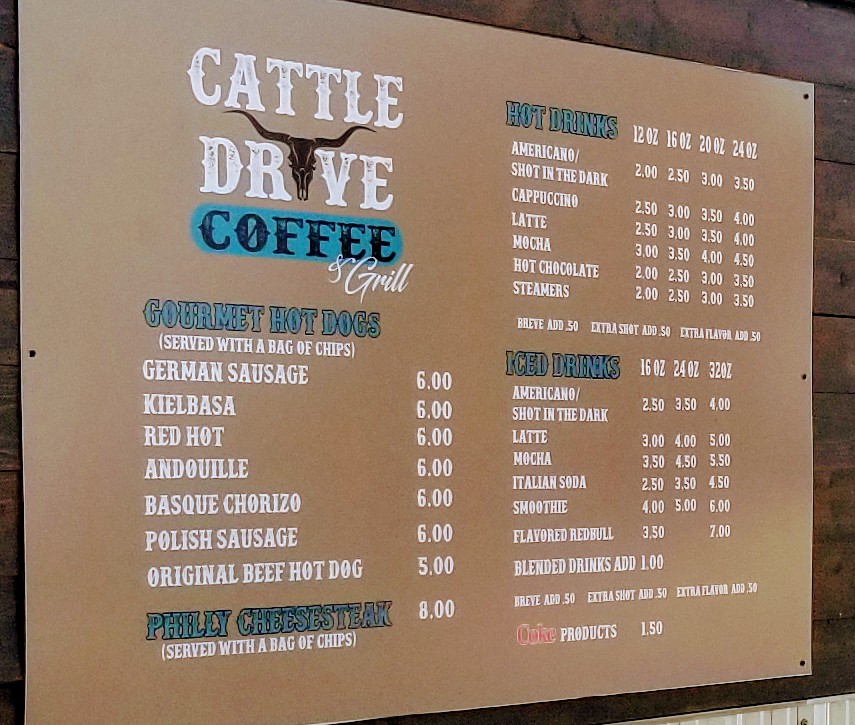 CATTLE
DRIVE
COFFEE
& Grill
GOURMET HOT DOGS
(SERVED WITH A BAG OF CHIPS)
GERMAN SAUSAGE 6.00
KIELBASA 6.00
RED HOT 6.00
ANDOUILLE 6.00
BASQUE CHORIZO 6.00
POLISH SAUSAGE 6.00
ORIGINAL BEEF HOT DOG 5.00
PHILLY CHEESESTEAK 8.00
(SERVED WITH A BAG OF CHIPS)
HOT DRINKS 12 OZ 16 OZ 20 OZ 24 OZ
AMERICANO/
SHOT IN THE DARK 2.00 2.50 3.00 3.50
CAPPUCCINO 2.50 3.00 3.50 4.00
LATTE 2.50 3.00 3.50 4.00
MOCHA 3.00 3.50 4.00 4.50
HOT CHOCOLATE 2.00 2.50 3.00 3.50
STEAMERS 2.00 2.50 3.00 3.50
BREVE ADD .50 EXTRA SHOT ADD .50 EXTRA FLAVOR ADD .50
ICED DRINKS 16 OZ 24 OZ 32OZ
AMERICANO/
SHOT IN THE DARK 2.50 3.50 4.00
LATTE 3.00 4.00 5.00
MOCHA 3.50 4.50 5.50
ITALIAN SODA 2.50 3.50 4.50
SMOOTHIE 4.00 5.00 6.00
FLAVORED REDBULL 3.50 7.00
BLENDED DRINKS ADD 1.00
BREVE ADD .50 EXTRA SHOT ADD .50 EXTRA FLAVOR ADD .50
Coke PRODUCTS 1.50